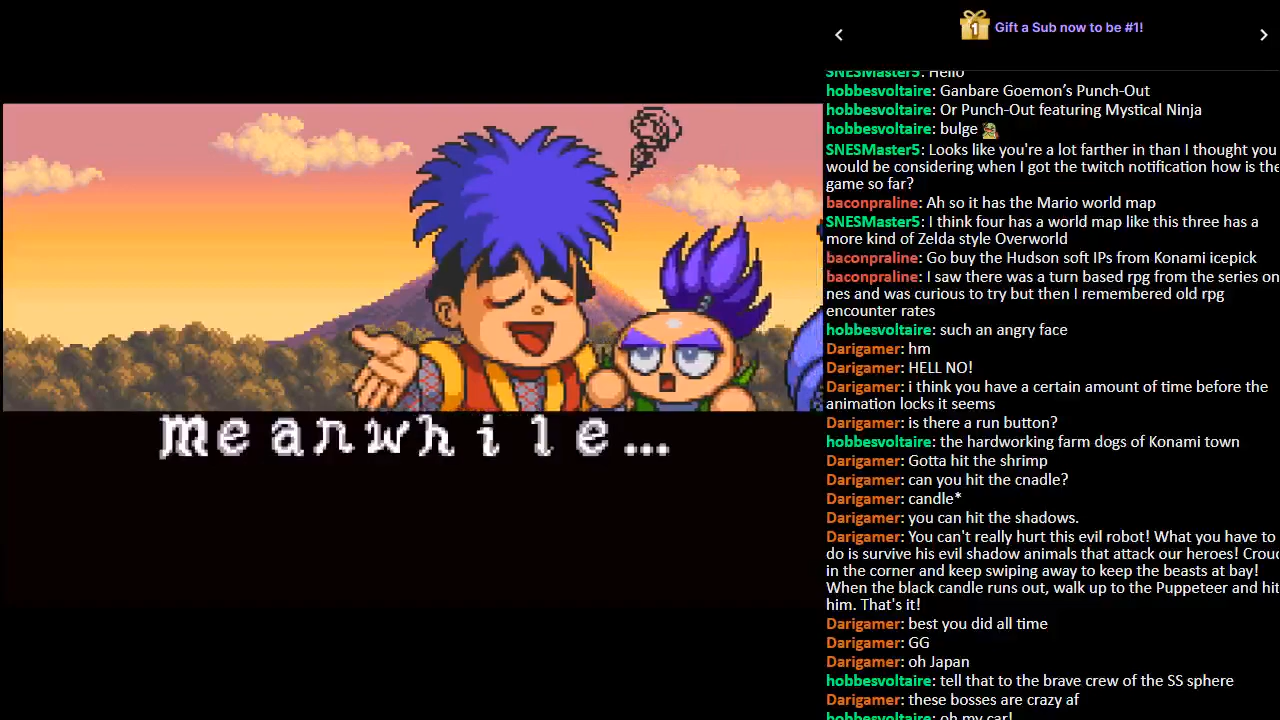 1 Gift a Sub now to be #1!
SNESMaster5: Hello
hobbesvoltaire: Ganbare Goemon’s Punch-Out
hobbesvoltaire: Or Punch-Out featuring Mystical Ninja
hobbesvoltaire: bulge
SNESMaster5: Looks like you're a lot farther in than I thought you
would be considering when I got the twitch notification how is the
game so far?
baconpraline: Ah so it has the Mario world map
SNESMaster5: I think four has a world map like this three has a
more kind of Zelda style Overworld
baconpraline: Go buy the Hudson soft IPs from Konami icepick
baconpraline: I saw there was a turn based rpg from the series on
nes and was curious to try but then I remembered old rpg
encounter rates
hobbesvoltaire: such an angry face
Darigamer: hm
Darigamer: HELL NO!
Darigamer: i think you have a certain amount of time before the
animation locks it seems
Darigamer: is there a run button?
hobbesvoltaire: the hardworking farm dogs of Konami town
Darigamer: Gotta hit the shrimp
Darigamer: can you hit the cnadle?
Darigamer: candle*
Darigamer: you can hit the shadows.
Darigamer: You can't really hurt this evil robot! What you have to
do is survive his evil shadow animals that attack our heroes! Crouc
in the corner and keep swiping away to keep the beasts at bay!
When the black candle runs out, walk up to the Puppeteer and hit
him. That's it!
Darigamer: best you did all time
Darigamer: GG
Darigamer: oh Japan
hobbesvoltaire: tell that to the brave crew of the SS sphere
Darigamer: these bosses are crazy af
hobbesvoltaire: oh my car!
Meanwhile...